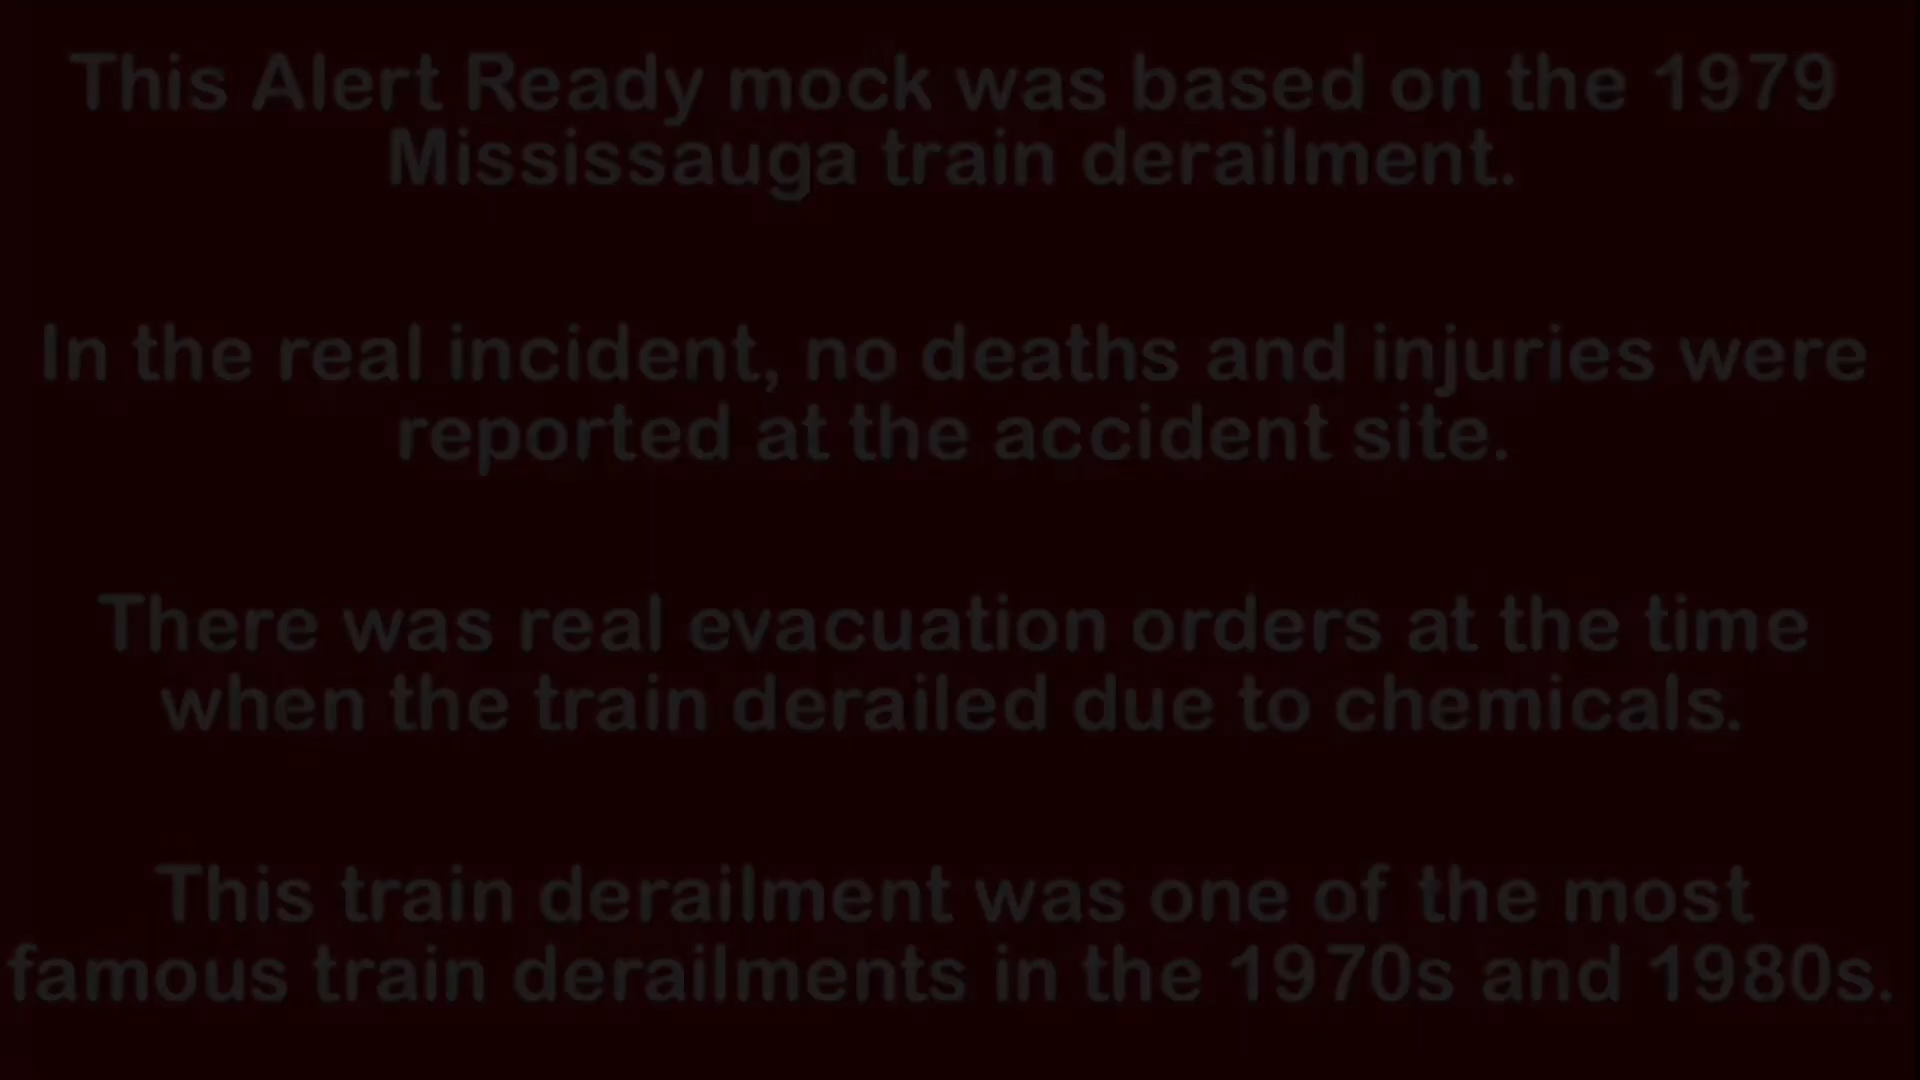 This Alert Ready mock was based on the 1979
Mississauga train derailment.
In the real incident, no deaths and injuries were
reported at the accident site.
There was real evacuation orders at the time
when the train derailed due to chemicals.
This train derailment was one of the most
famous train derailments in the 1970s and 1980s.